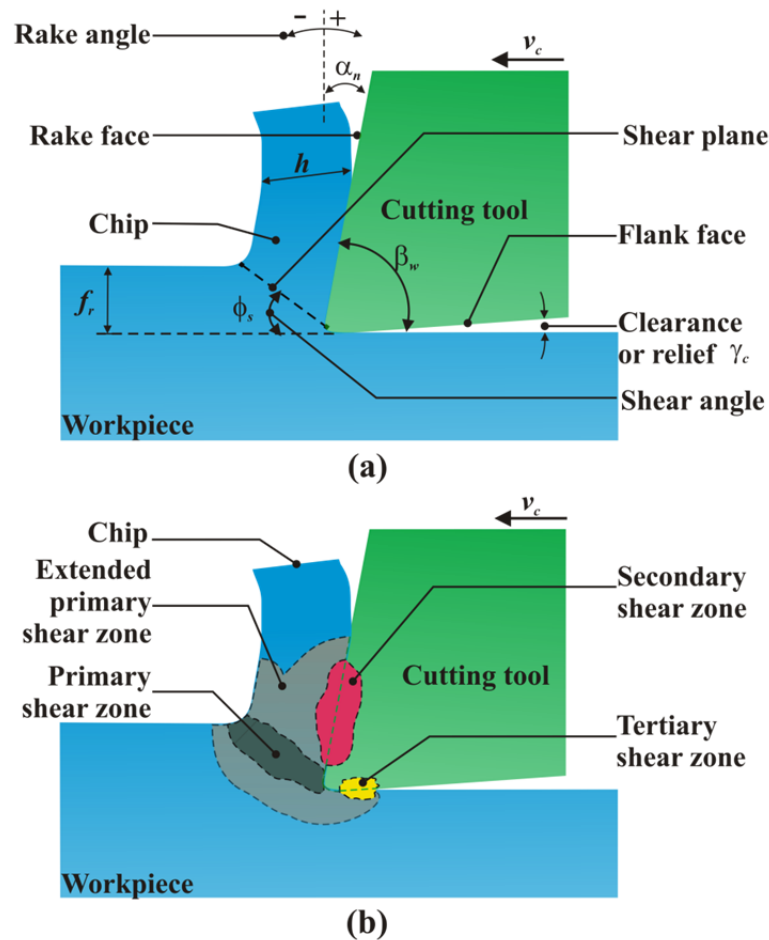 Rake angle
- +
v_c
α_n
Rake face
Shear plane
h
Cutting tool
Chip
Flank face
β_w
f_r
ϕ_s
Clearance
or relief γ_c
Shear angle
Workpiece
(a)
v_c
Chip
Extended
primary
shear zone
Secondary
shear zone
Primary
shear zone
Cutting tool
Tertiary
shear zone
Workpiece
(b)